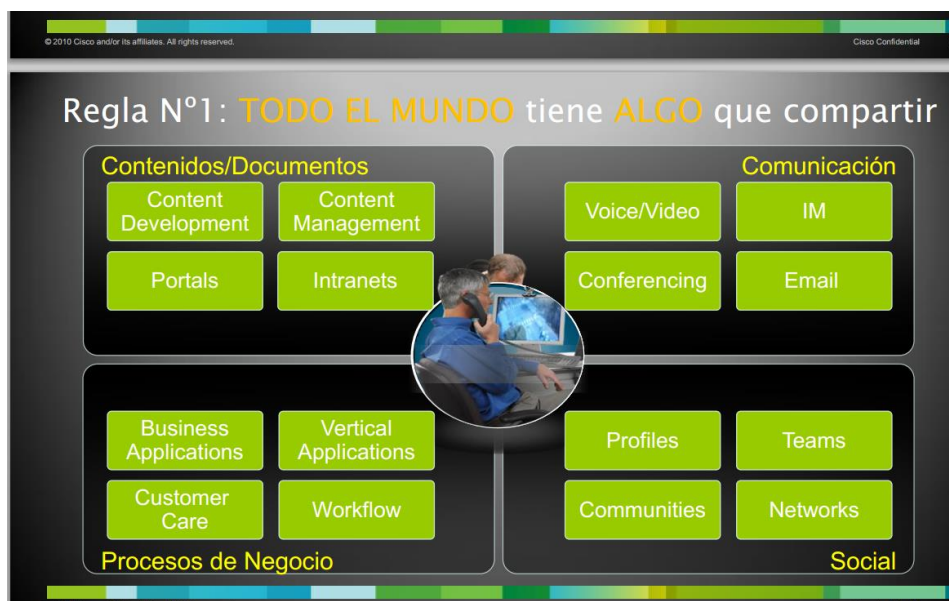 © 2010 Cisco and/or its affiliates. All rights reserved.
Cisco Confidential
Regla Nº1: TODO EL MUNDO tiene ALGO que compartir
Contenidos/Documentos
Content
Development
Content
Management
Portals
Intranets
Comunicación
Voice/Video
IM
Conferencing
Email
Business
Applications
Vertical
Applications
Customer
Care
Workflow
Procesos de Negocio
Profiles
Teams
Communities
Networks
Social